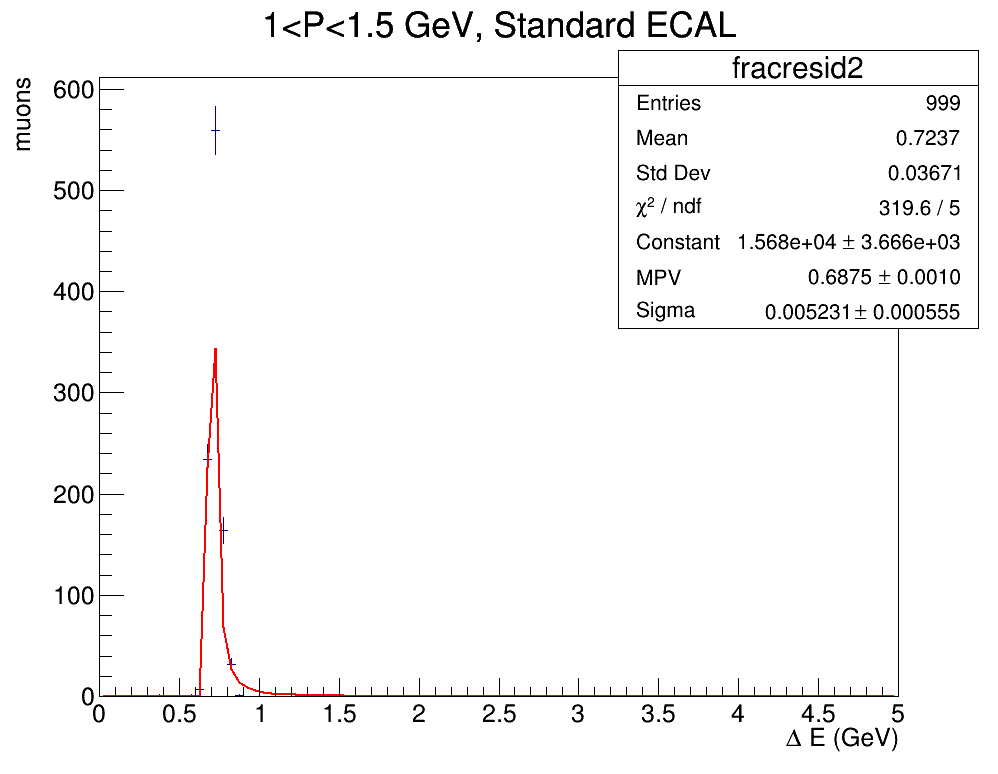 1<P<1.5 GeV, Standard ECAL
fracresid2
Entries 999
Mean 0.7237
Std Dev 0.03671
χ² / ndf 319.6 / 5
Constant 1.568e+04 ± 3.666e+03
MPV 0.6875 ± 0.0010
Sigma 0.005231 ± 0.000555
muons
600
500
400
300
200
100
0
0 0.5 1 1.5 2 2.5 3 3.5 4 4.5 5
Δ E (GeV)